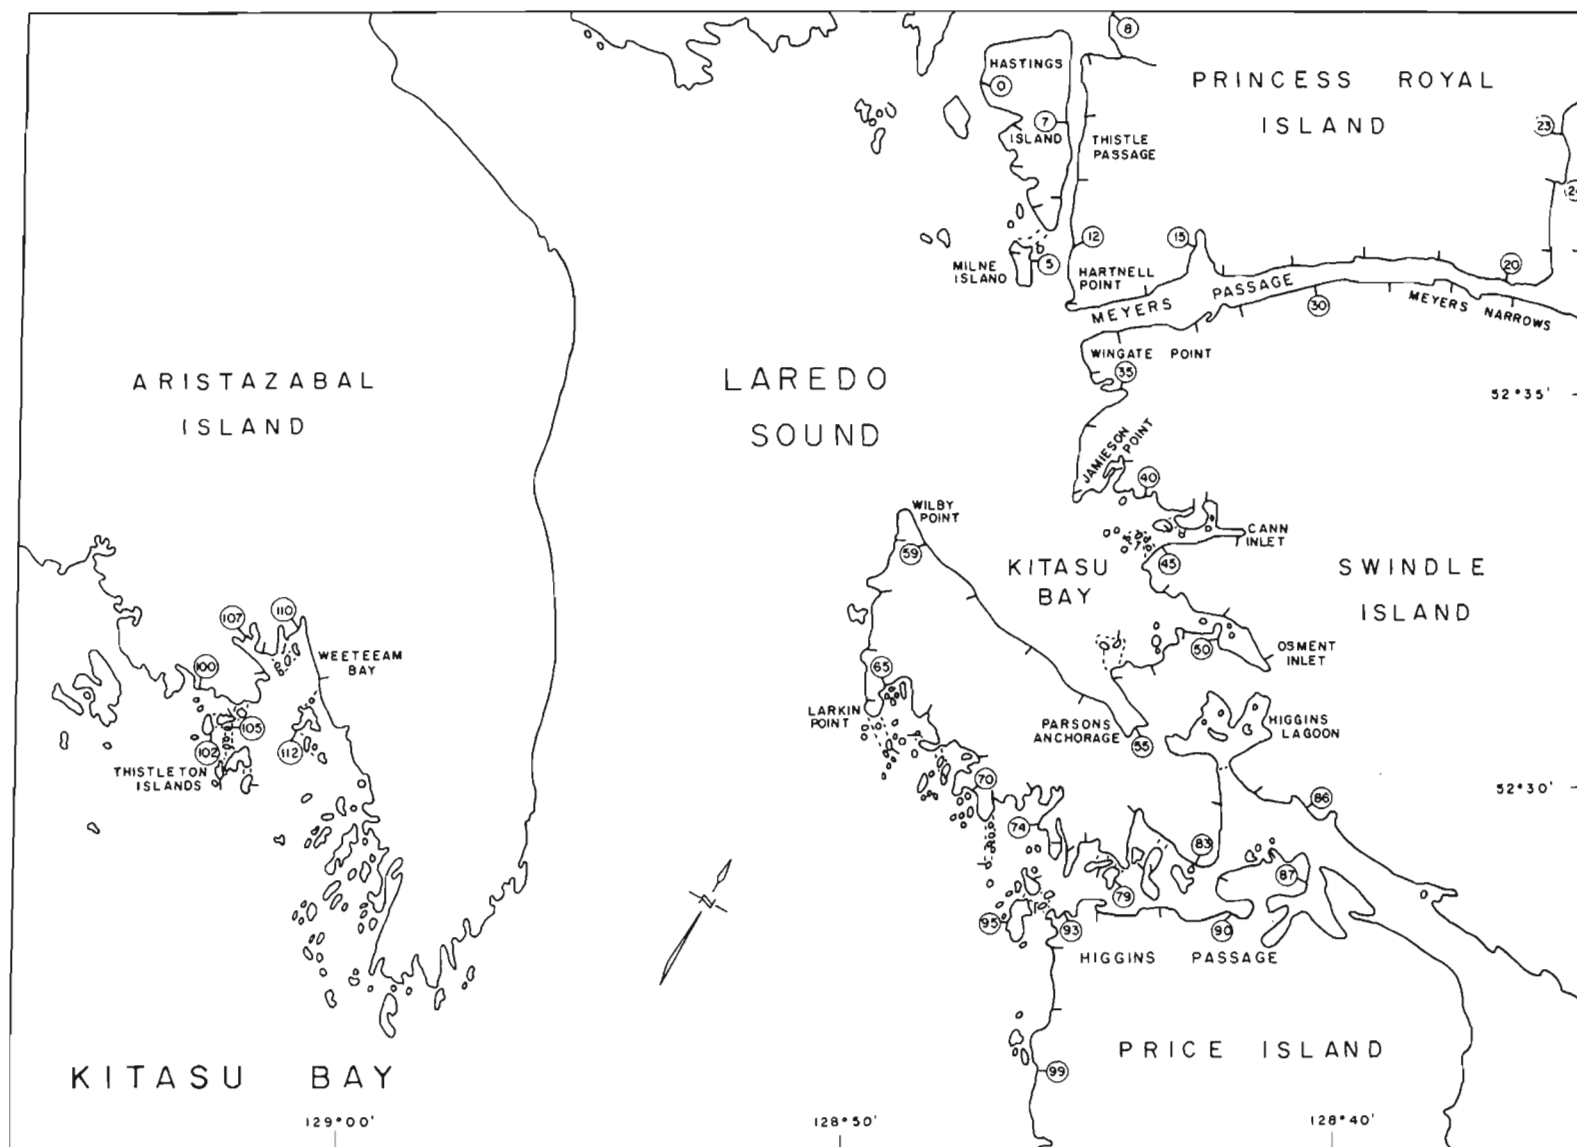 8
HASTINGS
0
7
ISLAND
THISTLE
PASSAGE
PRINCESS ROYAL
ISLAND
23
24
12
15
20
MILNE
ISLAND
5
HARTNELL
POINT
MEYERS PASSAGE
30
MEYERS NARROWS
WINGATE POINT
35
52°35'
ARISTAZABAL
ISLAND
LAREDO
SOUND
JAMIESON
POINT
40
WILBY
POINT
59
CANN
INLET
45
KITASU
BAY
SWINDLE
ISLAND
107
110
WEETEEAM
BAY
100
50
OSMENT
INLET
65
LARKIN
POINT
PARSONS
ANCHORAGE
55
HIGGINS
LAGOON
105
102
112
THISTLETON
ISLANDS
70
52°30'
86
74
83
79
87
95
93
90
HIGGINS PASSAGE
N
PRICE ISLAND
99
KITASU BAY
129°00'
128°50'
128°40'